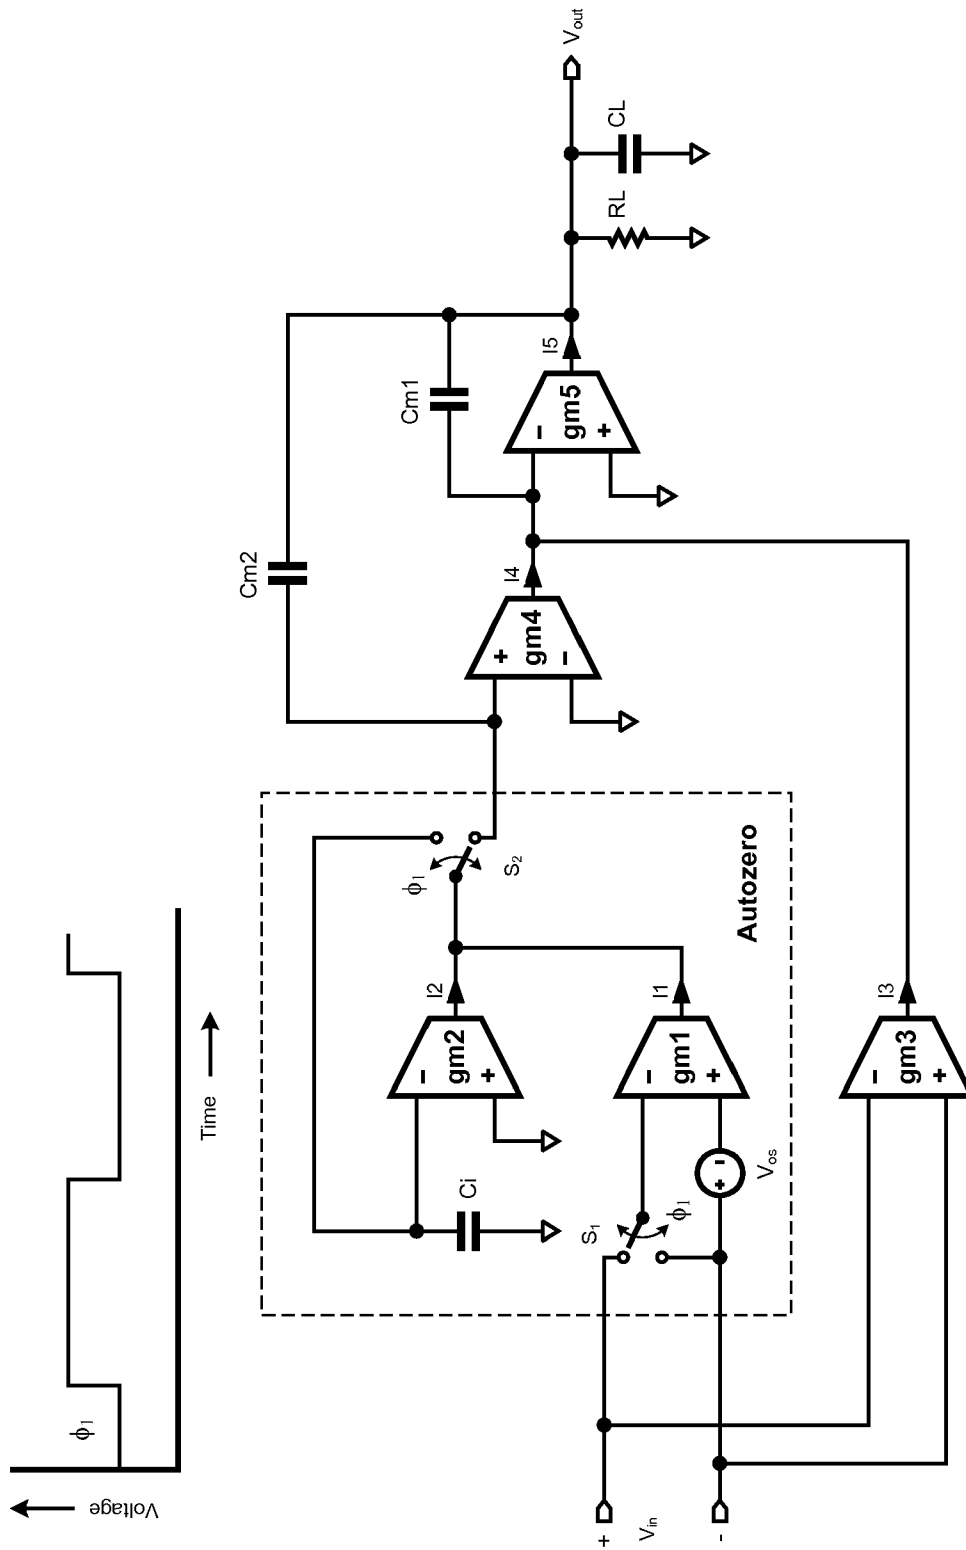 Voltage
ϕ1
Time
+
Vin
-
S1
ϕ1
Vos
+
-
Ci
-
gm2
+
I2
-
gm1
+
I1
-
gm3
+
I3
ϕ1
S2
Autozero
Cm2
+
gm4
-
I4
Cm1
-
gm5
+
I5
RL
CL
Vout